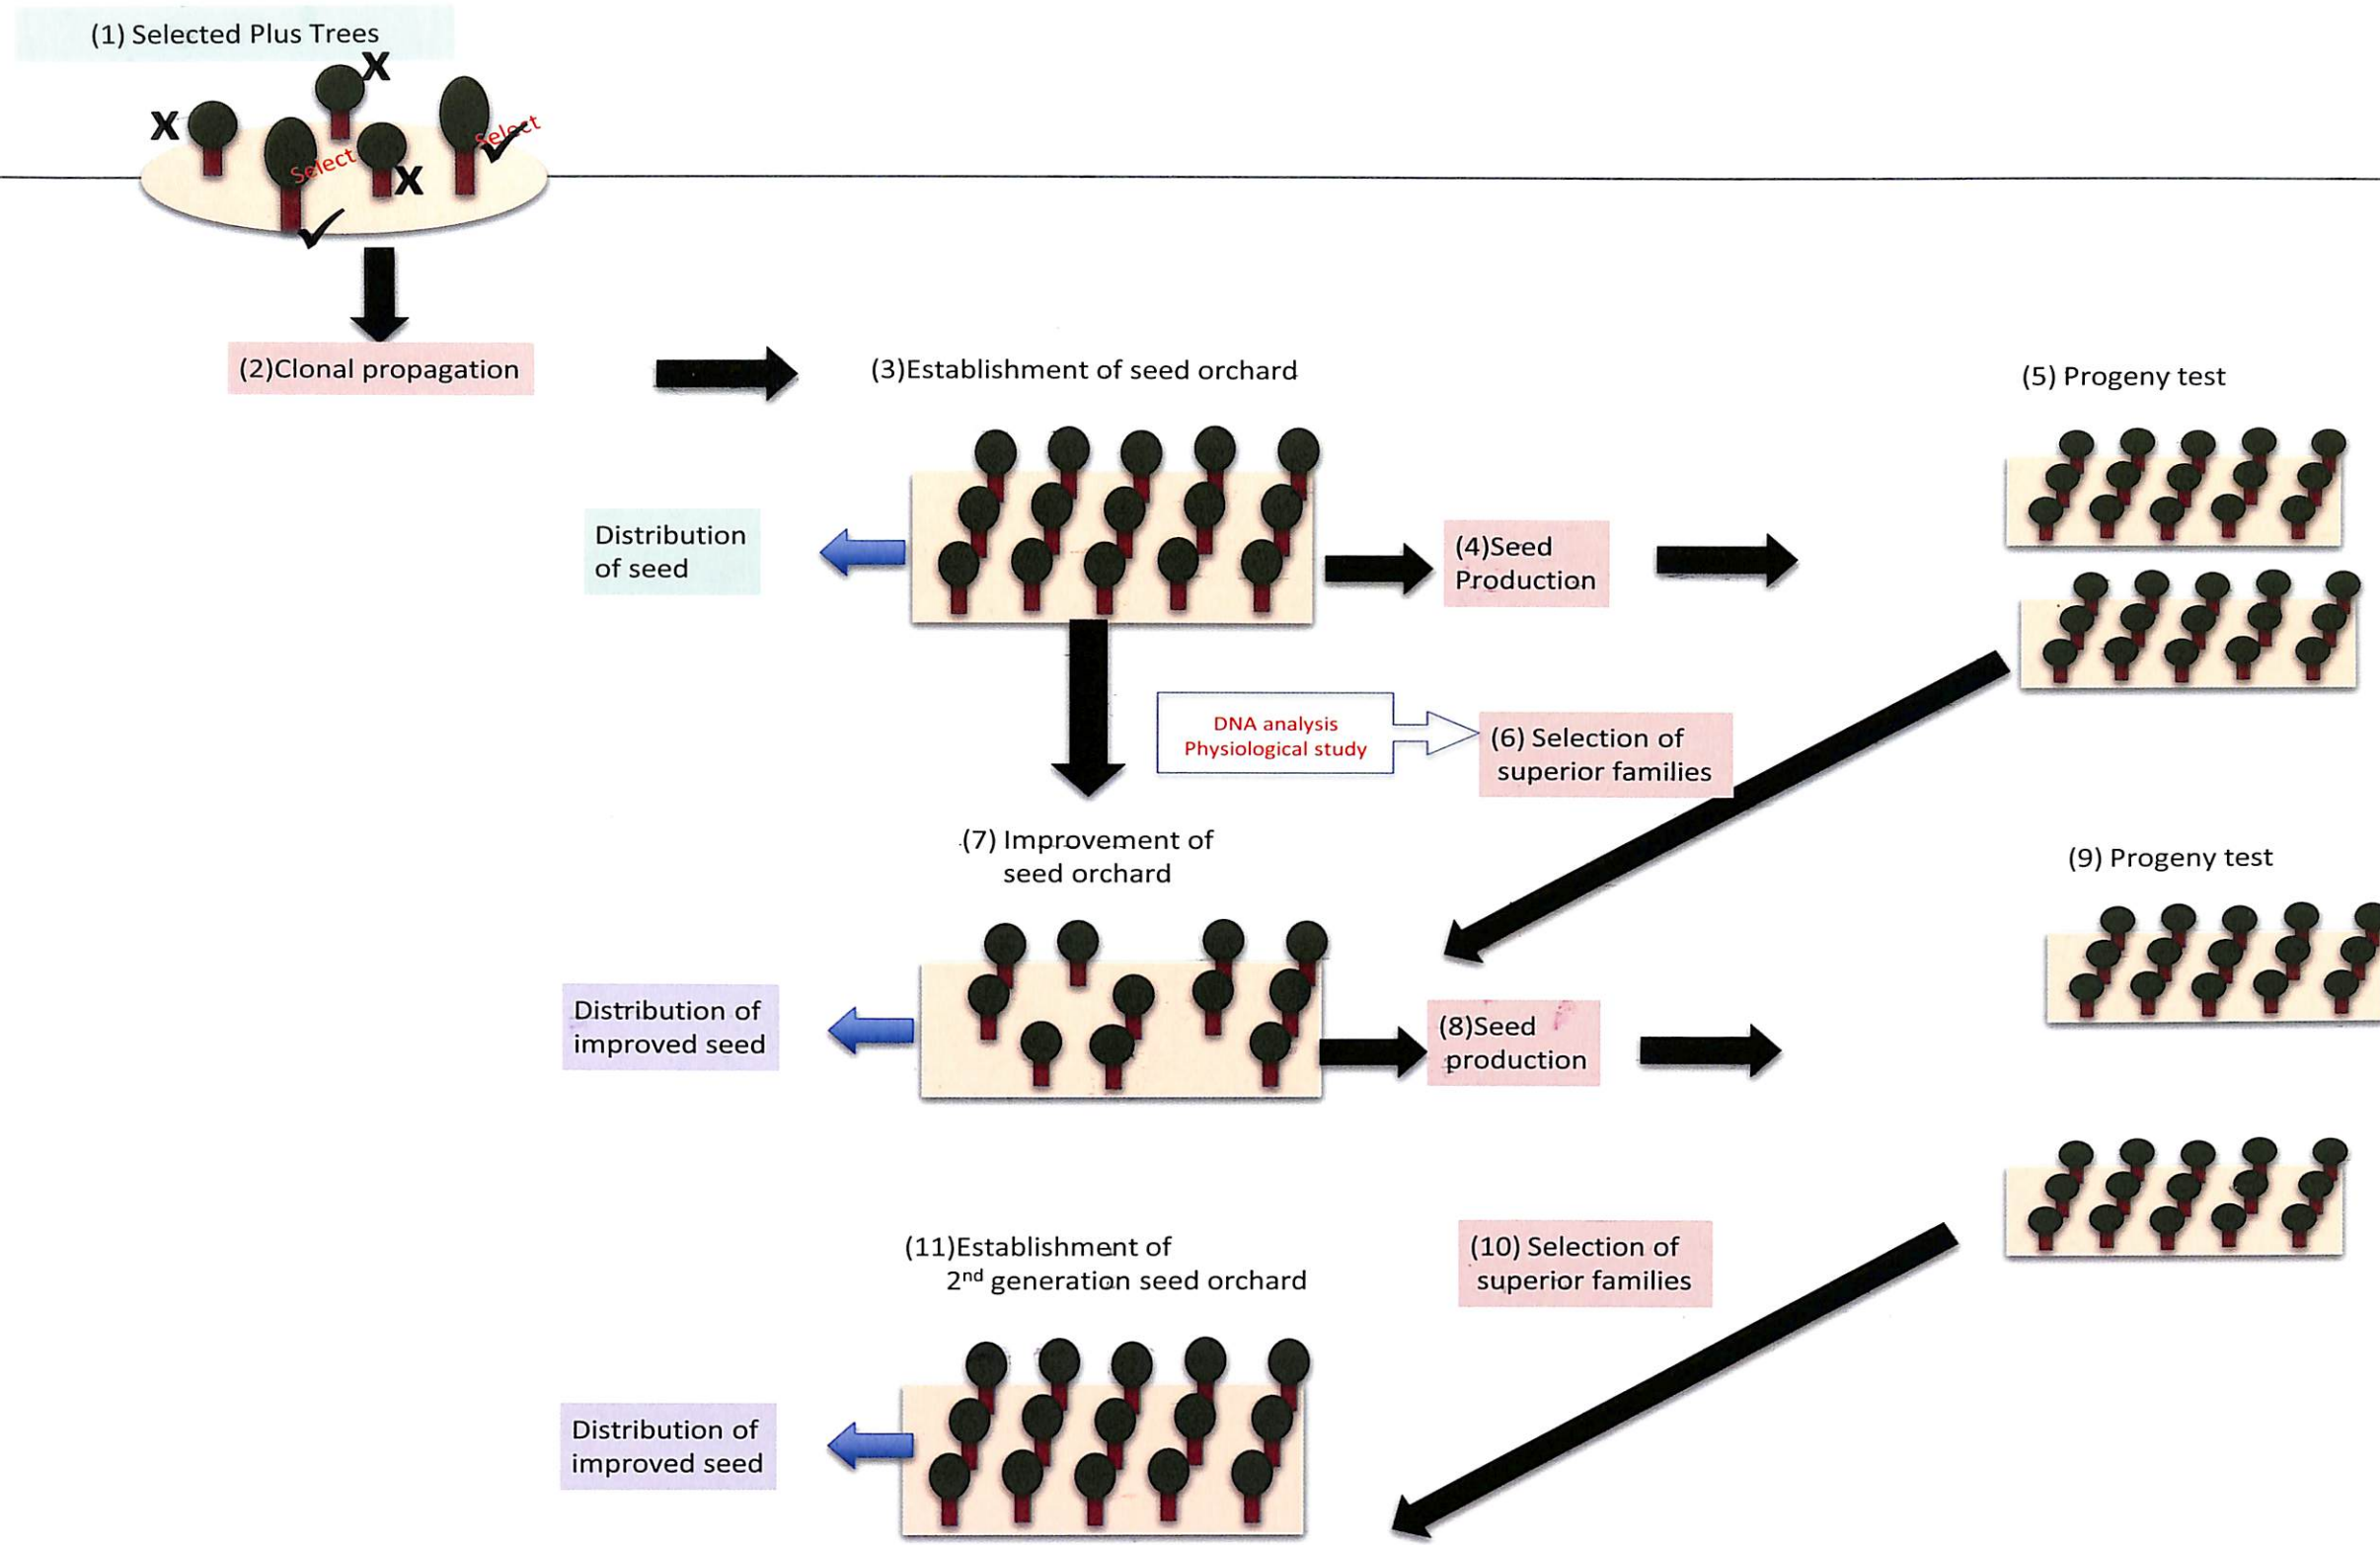 (1) Selected Plus Trees
X
X
Select
Select
X
(2)Clonal propagation
(3)Establishment of seed orchard
(5) Progeny test
Distribution
of seed
(4)Seed
Production
DNA analysis
Physiological study
(6) Selection of
superior families
(7) Improvement of
seed orchard
(9) Progeny test
Distribution of
improved seed
(8)Seed
production
(11)Establishment of
2nd generation seed orchard
(10) Selection of
superior families
Distribution of
improved seed